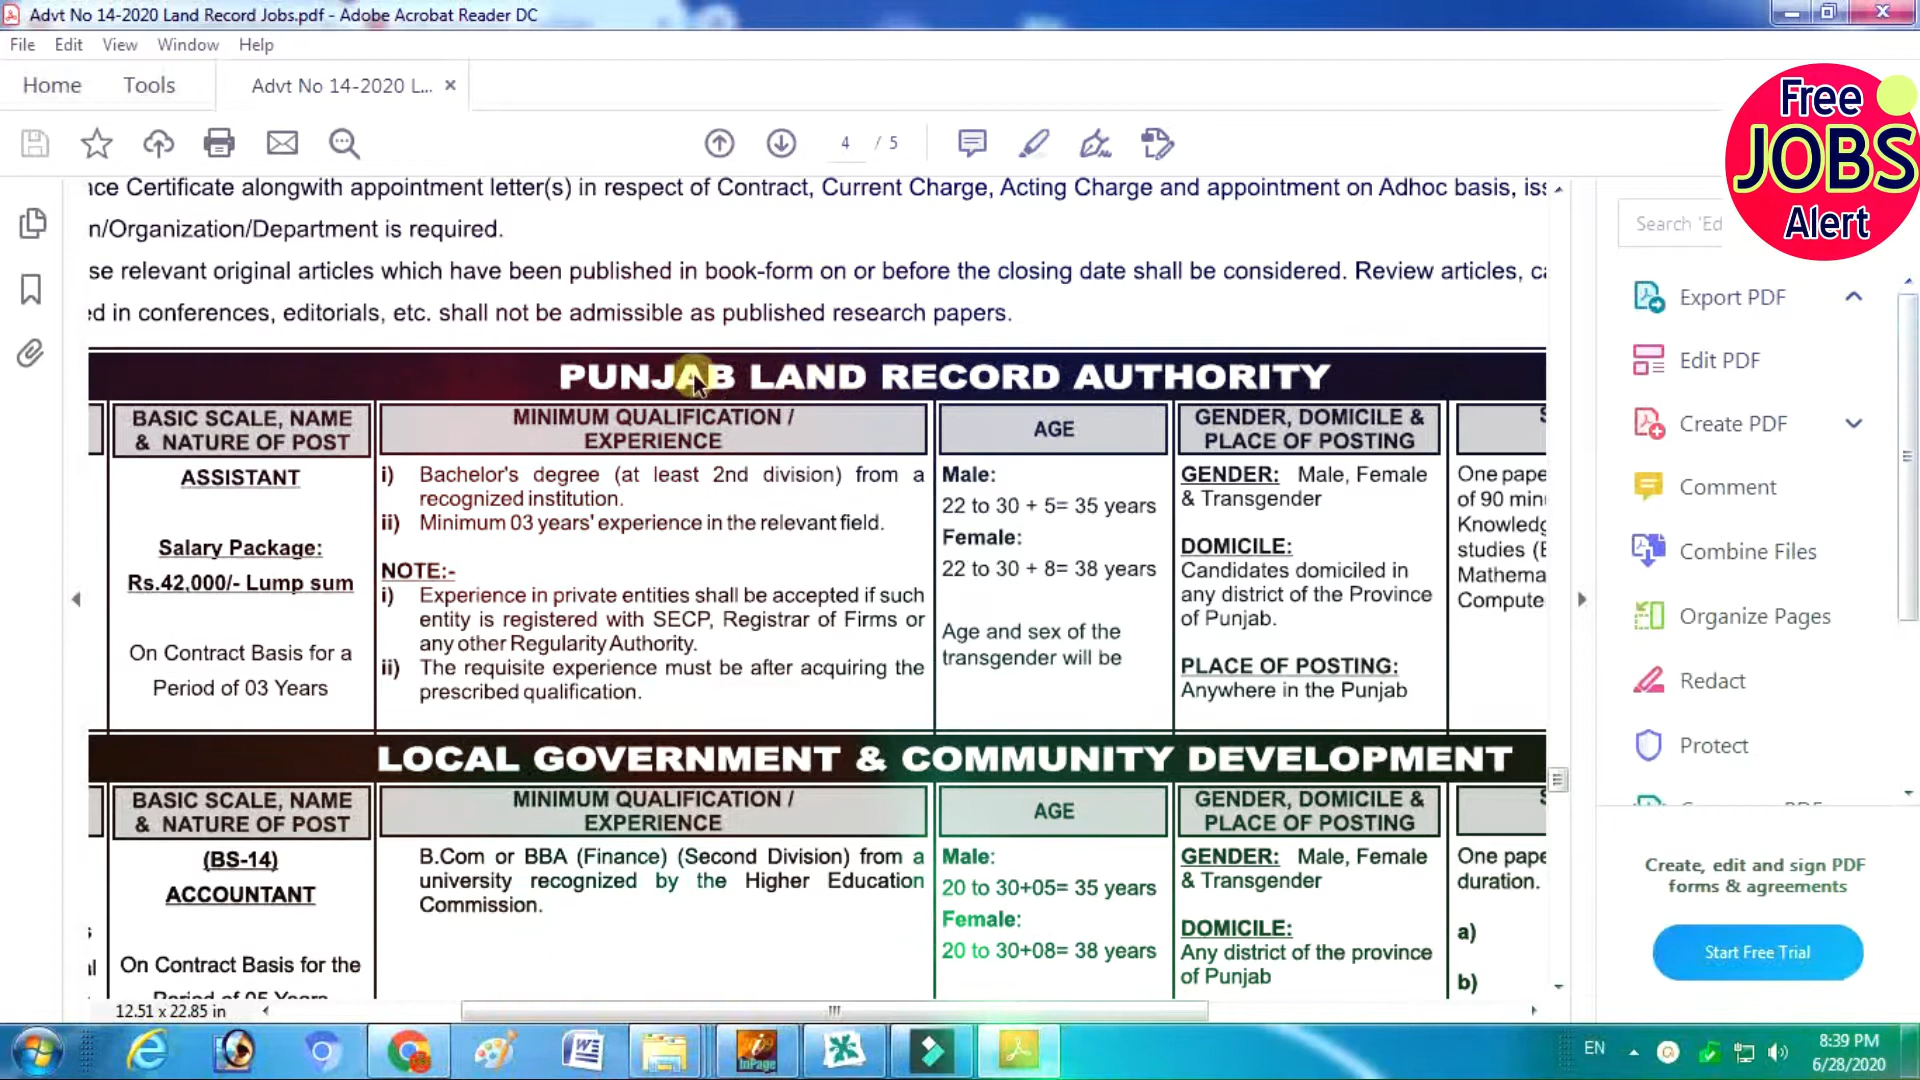 Advt No 14-2020 Land Record Jobs.pdf - Adobe Acrobat Reader DC
File Edit View Window Help
Home Tools Advt No 14-2020 L... ×
4 / 5
Free
JOBS
Alert
nce Certificate alongwith appointment letter(s) in respect of Contract, Current Charge, Acting Charge and appointment on Adhoc basis, iss
n/Organization/Department is required.
se relevant original articles which have been published in book-form on or before the closing date shall be considered. Review articles, ca
ed in conferences, editorials, etc. shall not be admissible as published research papers.
PUNJAB LAND RECORD AUTHORITY
BASIC SCALE, NAME
& NATURE OF POST
MINIMUM QUALIFICATION /
EXPERIENCE
AGE
GENDER, DOMICILE &
PLACE OF POSTING
S
ASSISTANT
Salary Package:
Rs.42,000/- Lump sum
On Contract Basis for a
Period of 03 Years
i) Bachelor's degree (at least 2nd division) from a
recognized institution.
ii) Minimum 03 years' experience in the relevant field.
NOTE:-
i) Experience in private entities shall be accepted if such
entity is registered with SECP, Registrar of Firms or
any other Regularity Authority.
ii) The requisite experience must be after acquiring the
prescribed qualification.
Male:
22 to 30 + 5= 35 years
Female:
22 to 30 + 8= 38 years
Age and sex of the
transgender will be
GENDER: Male, Female
& Transgender
DOMICILE:
Candidates domiciled in
any district of the Province
of Punjab.
PLACE OF POSTING:
Anywhere in the Punjab
One pape
of 90 min
Knowledg
studies (E
Mathema
Compute
LOCAL GOVERNMENT & COMMUNITY DEVELOPMENT
BASIC SCALE, NAME
& NATURE OF POST
MINIMUM QUALIFICATION /
EXPERIENCE
AGE
GENDER, DOMICILE &
PLACE OF POSTING
S
(BS-14)
ACCOUNTANT
On Contract Basis for the
Period of 05 Years
B.Com or BBA (Finance) (Second Division) from a
university recognized by the Higher Education
Commission.
Male:
20 to 30+05= 35 years
Female:
20 to 30+08= 38 years
GENDER: Male, Female
& Transgender
DOMICILE:
Any district of the province
of Punjab
One pape
duration.
a)
b)
12.51 x 22.85 in
Search 'Ed
Export PDF
Edit PDF
Create PDF
Comment
Combine Files
Organize Pages
Redact
Protect
Create, edit and sign PDF
forms & agreements
Start Free Trial
InPage
EN
8:39 PM
6/28/2020